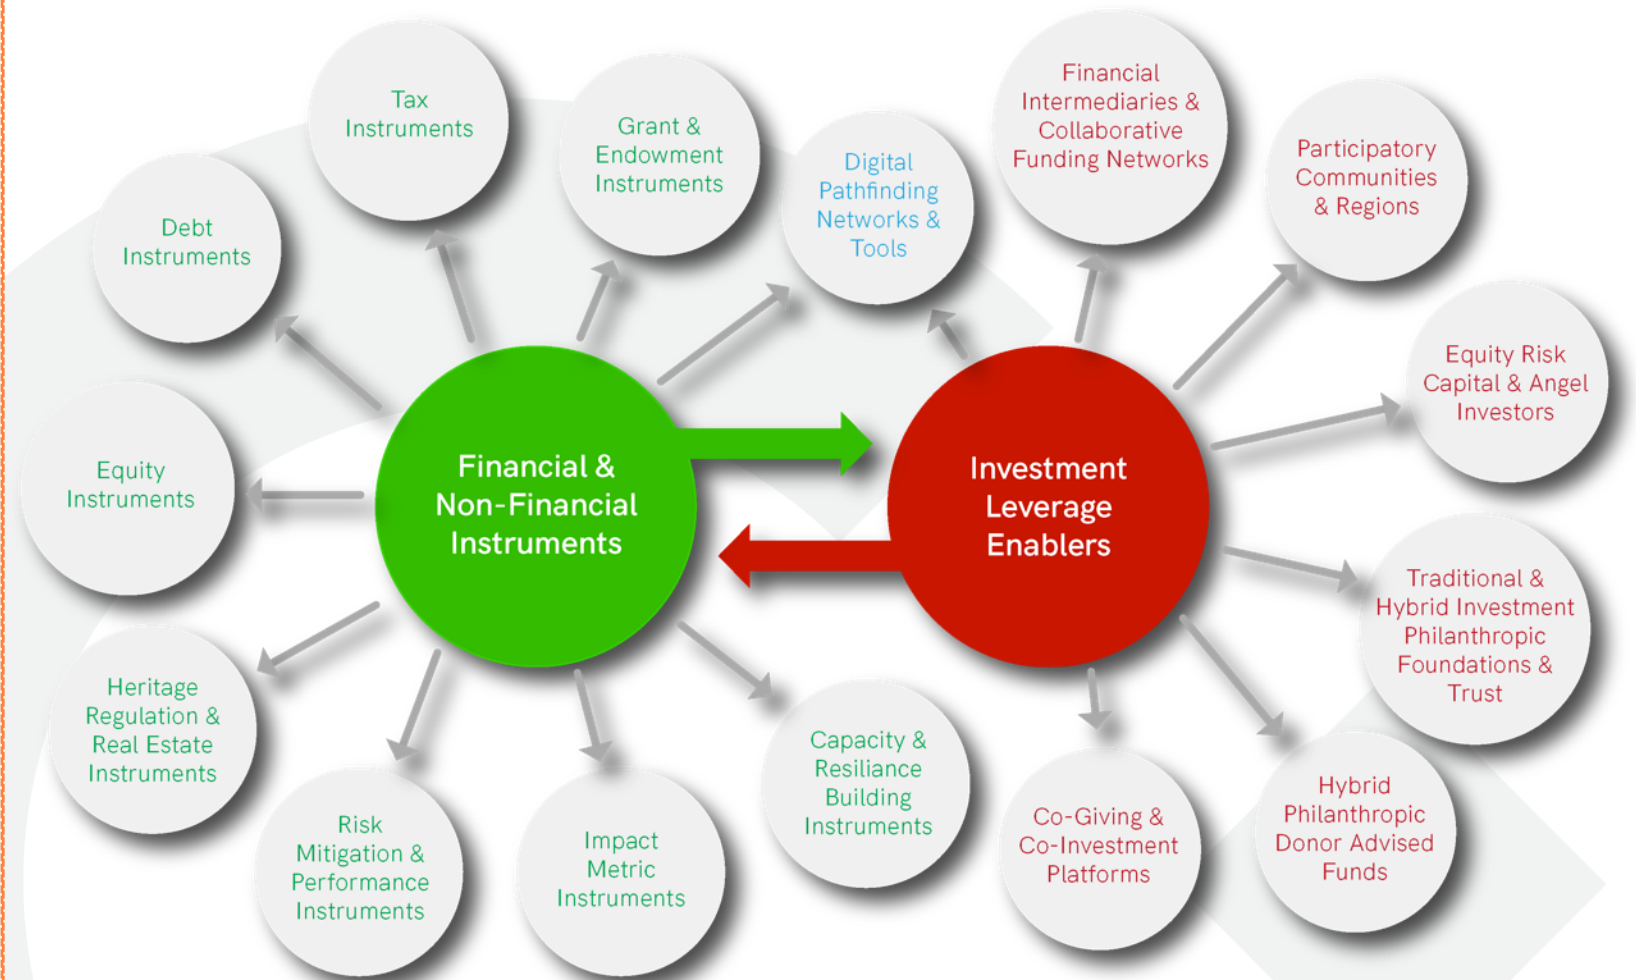 Tax
Instruments
Grant &
Endowment
Instruments
Digital
Pathfinding
Networks &
Tools
Financial
Intermediaries &
Collaborative
Funding Networks
Participatory
Communities
& Regions
Debt
Instruments
Equity Risk
Capital & Angel
Investors
Equity
Instruments
Financial &
Non-Financial
Instruments
Investment
Leverage
Enablers
Traditional &
Hybrid Investment
Philanthropic
Foundations &
Trust
Heritage
Regulation &
Real Estate
Instruments
Risk
Mitigation &
Performance
Instruments
Impact
Metric
Instruments
Capacity &
Resiliance
Building
Instruments
Co-Giving &
Co-Investment
Platforms
Hybrid
Philanthropic
Donor Advised
Funds